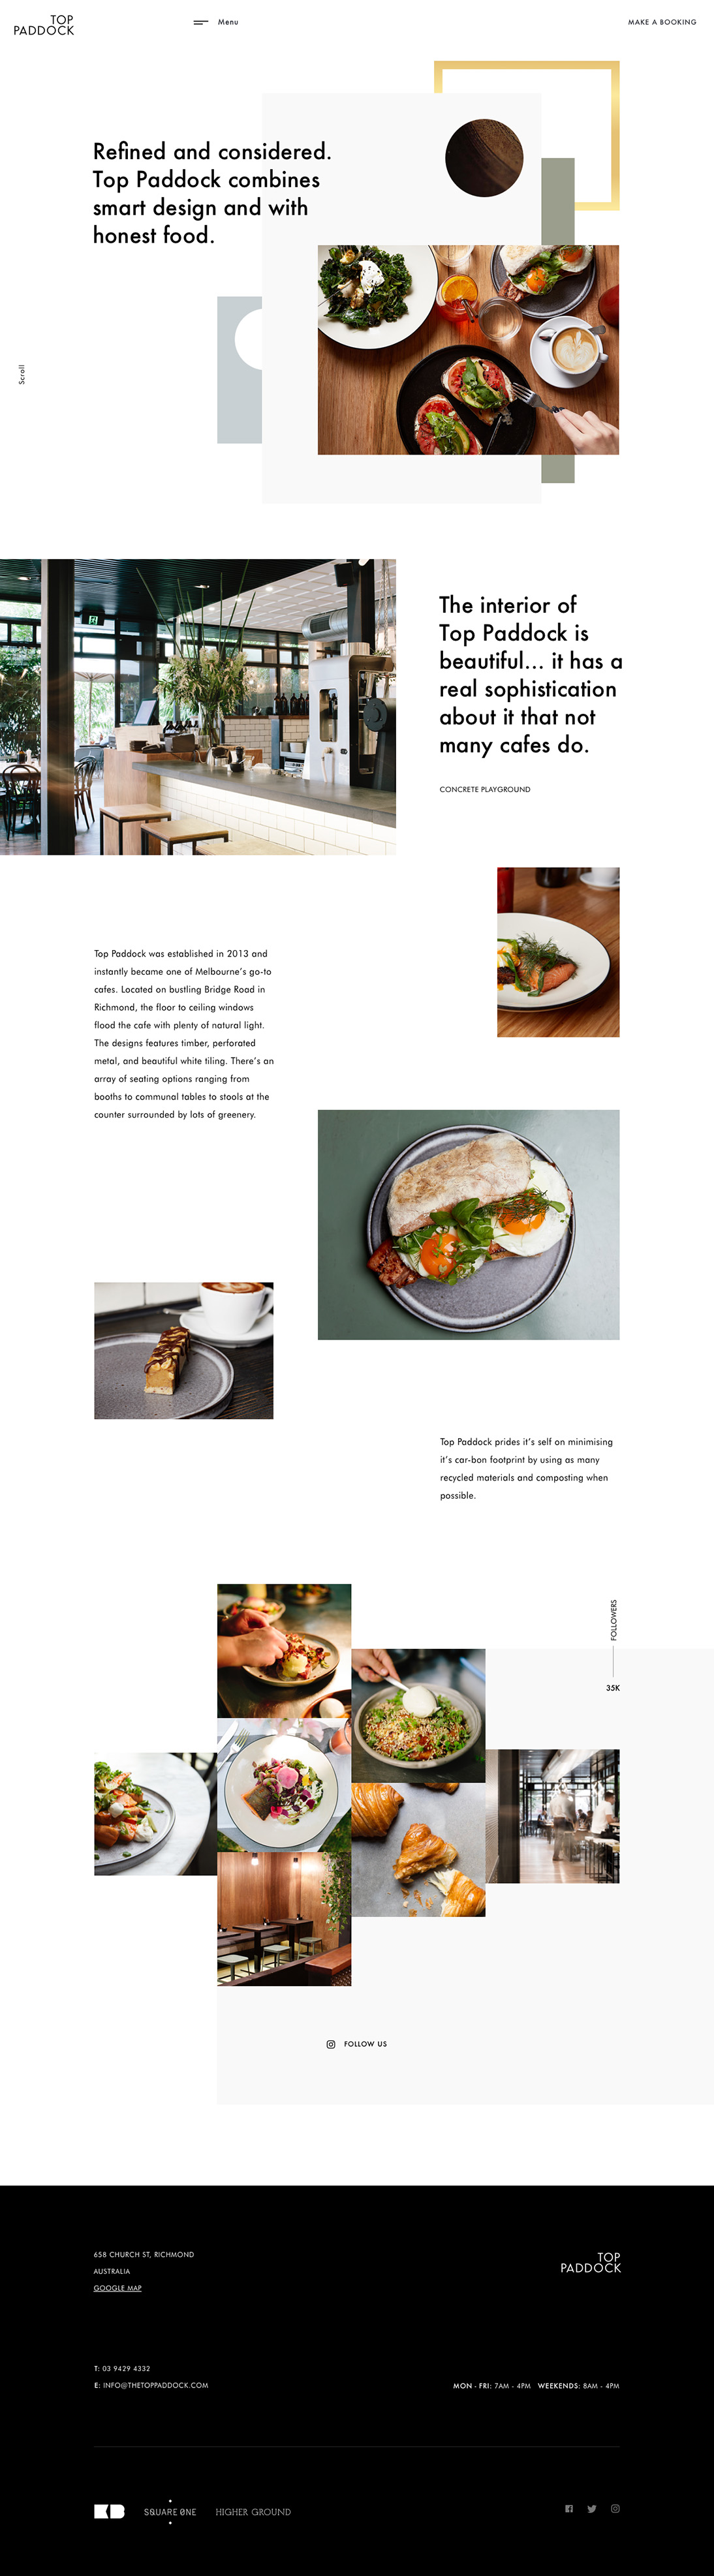 TOP
PADDOCK
Menu
MAKE A BOOKING
Refined and considered.
Top Paddock combines
smart design and with
honest food.
Scroll
The interior of
Top Paddock is
beautiful... it has a
real sophistication
about it that not
many cafes do.
CONCRETE PLAYGROUND
Top Paddock was established in 2013 and
instantly became one of Melbourne's go-to
cafes. Located on bustling Bridge Road in
Richmond, the floor to ceiling windows
flood the cafe with plenty of natural light.
The designs features timber, perforated
metal, and beautiful white tiling. There's an
array of seating options ranging from
booths to communal tables to stools at the
counter surrounded by lots of greenery.
Top Paddock prides it's self on minimising
it's car-bon footprint by using as many
recycled materials and composting when
possible.
FOLLOWERS
35K
FOLLOW US
658 CHURCH ST, RICHMOND
AUSTRALIA
GOOGLE MAP
TOP
PADDOCK
T: 03 9429 4332
E: INFO@THETOPPADDOCK.COM
MON - FRI: 7AM - 4PM WEEKENDS: 8AM - 4PM
KB
SQUARE ONE
HIGHER GROUND